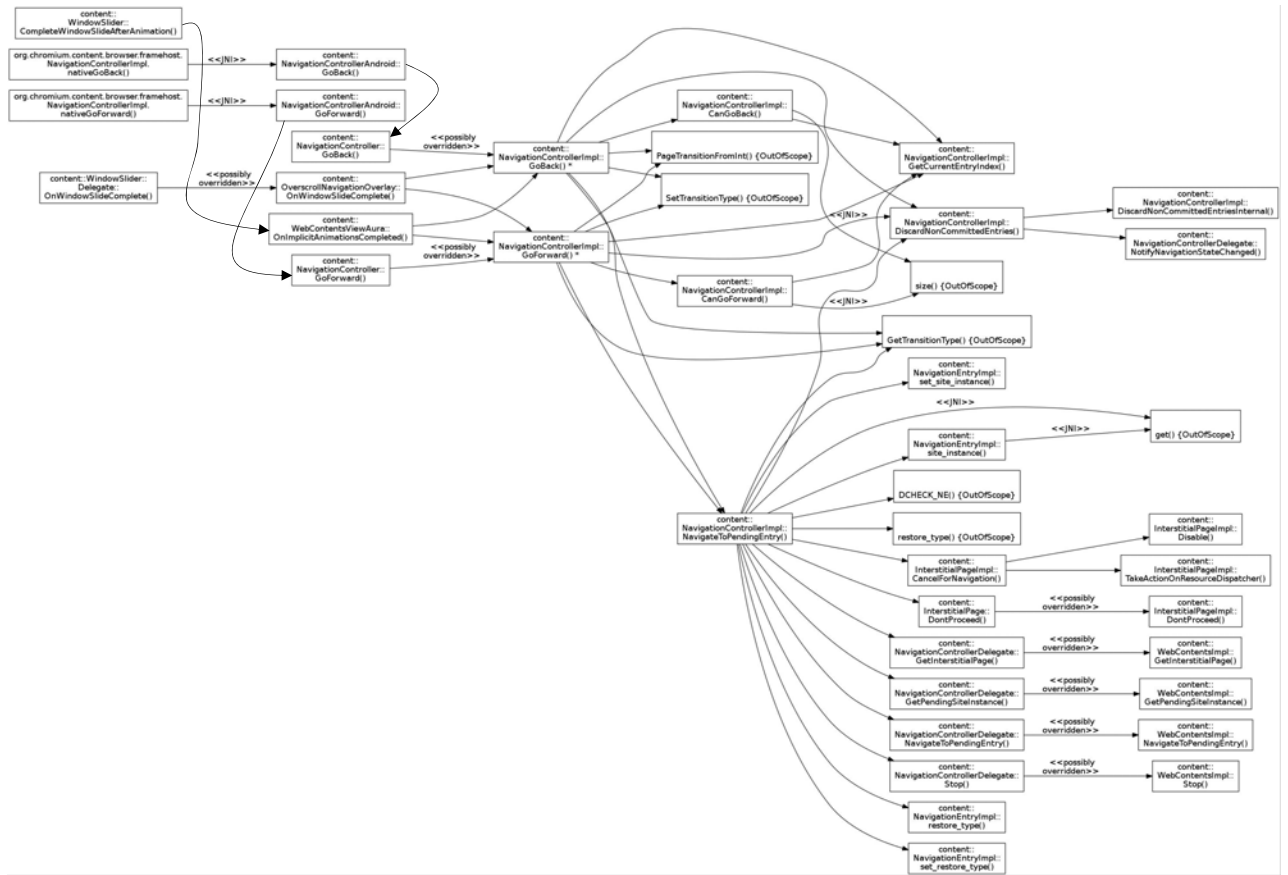 content::
WindowSlider::
CompleteWindowSlideAfterAnimation()
org.chromium.content.browser.framehost.
NavigationControllerImpl.
nativeGoBack()
<<JNI>>
content::
NavigationControllerAndroid::
GoBack()
org.chromium.content.browser.framehost.
NavigationControllerImpl.
nativeGoForward()
<<JNI>>
content::
NavigationControllerAndroid::
GoForward()
content::
NavigationController::
GoBack()
<<possibly
overridden>>
content::WindowSlider::
Delegate::
OnWindowSlideComplete()
<<possibly
overridden>>
content::
OverscrollNavigationOverlay::
OnWindowSlideComplete()
content::
WebContentsViewAura::
OnImplicitAnimationsCompleted()
content::
NavigationController::
GoForward()
<<possibly
overridden>>
content::
NavigationControllerImpl::
GoBack() *
content::
NavigationControllerImpl::
GoForward() *
content::
NavigationControllerImpl::
CanGoBack()
PageTransitionFromInt() {OutOfScope}
SetTransitionType() {OutOfScope}
content::
NavigationControllerImpl::
CanGoForward()
<<JNI>>
<<JNI>>
content::
NavigationControllerImpl::
GetCurrentEntryIndex()
content::
NavigationControllerImpl::
DiscardNonCommittedEntries()
size() {OutOfScope}
GetTransitionType() {OutOfScope}
content::
NavigationControllerImpl::
DiscardNonCommittedEntriesInternal()
content::
NavigationControllerDelegate::
NotifyNavigationStateChanged()
content::
NavigationControllerImpl::
NavigateToPendingEntry()
content::
NavigationEntryImpl::
set_site_instance()
<<JNI>>
content::
NavigationEntryImpl::
site_instance()
<<JNI>>
get() {OutOfScope}
DCHECK_NE() {OutOfScope}
restore_type() {OutOfScope}
content::
InterstitialPageImpl::
CancelForNavigation()
content::
InterstitialPageImpl::
Disable()
content::
InterstitialPageImpl::
TakeActionOnResourceDispatcher()
content::
InterstitialPage::
DontProceed()
<<possibly
overridden>>
content::
InterstitialPageImpl::
DontProceed()
content::
NavigationControllerDelegate::
GetInterstitialPage()
<<possibly
overridden>>
content::
WebContentsImpl::
GetInterstitialPage()
content::
NavigationControllerDelegate::
GetPendingSiteInstance()
<<possibly
overridden>>
content::
WebContentsImpl::
GetPendingSiteInstance()
content::
NavigationControllerDelegate::
NavigateToPendingEntry()
<<possibly
overridden>>
content::
WebContentsImpl::
NavigateToPendingEntry()
content::
NavigationControllerDelegate::
Stop()
<<possibly
overridden>>
content::
WebContentsImpl::
Stop()
content::
NavigationEntryImpl::
restore_type()
content::
NavigationEntryImpl::
set_restore_type()